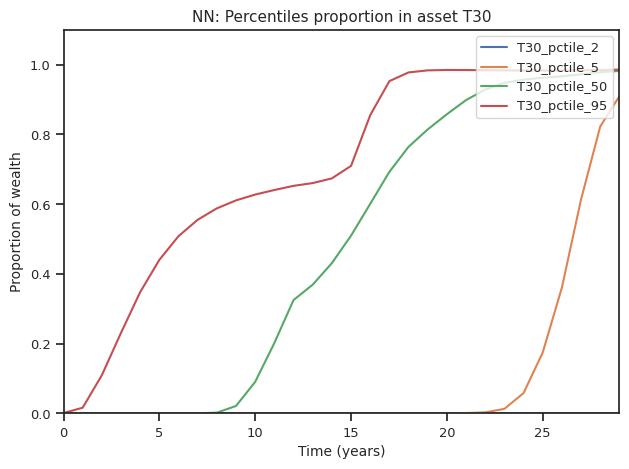 NN: Percentiles proportion in asset T30
T30_pctile_2
T30_pctile_5
T30_pctile_50
T30_pctile_95
Proportion of wealth
1.0
0.8
0.6
0.4
0.2
0.0
0 5 10 15 20 25
Time (years)